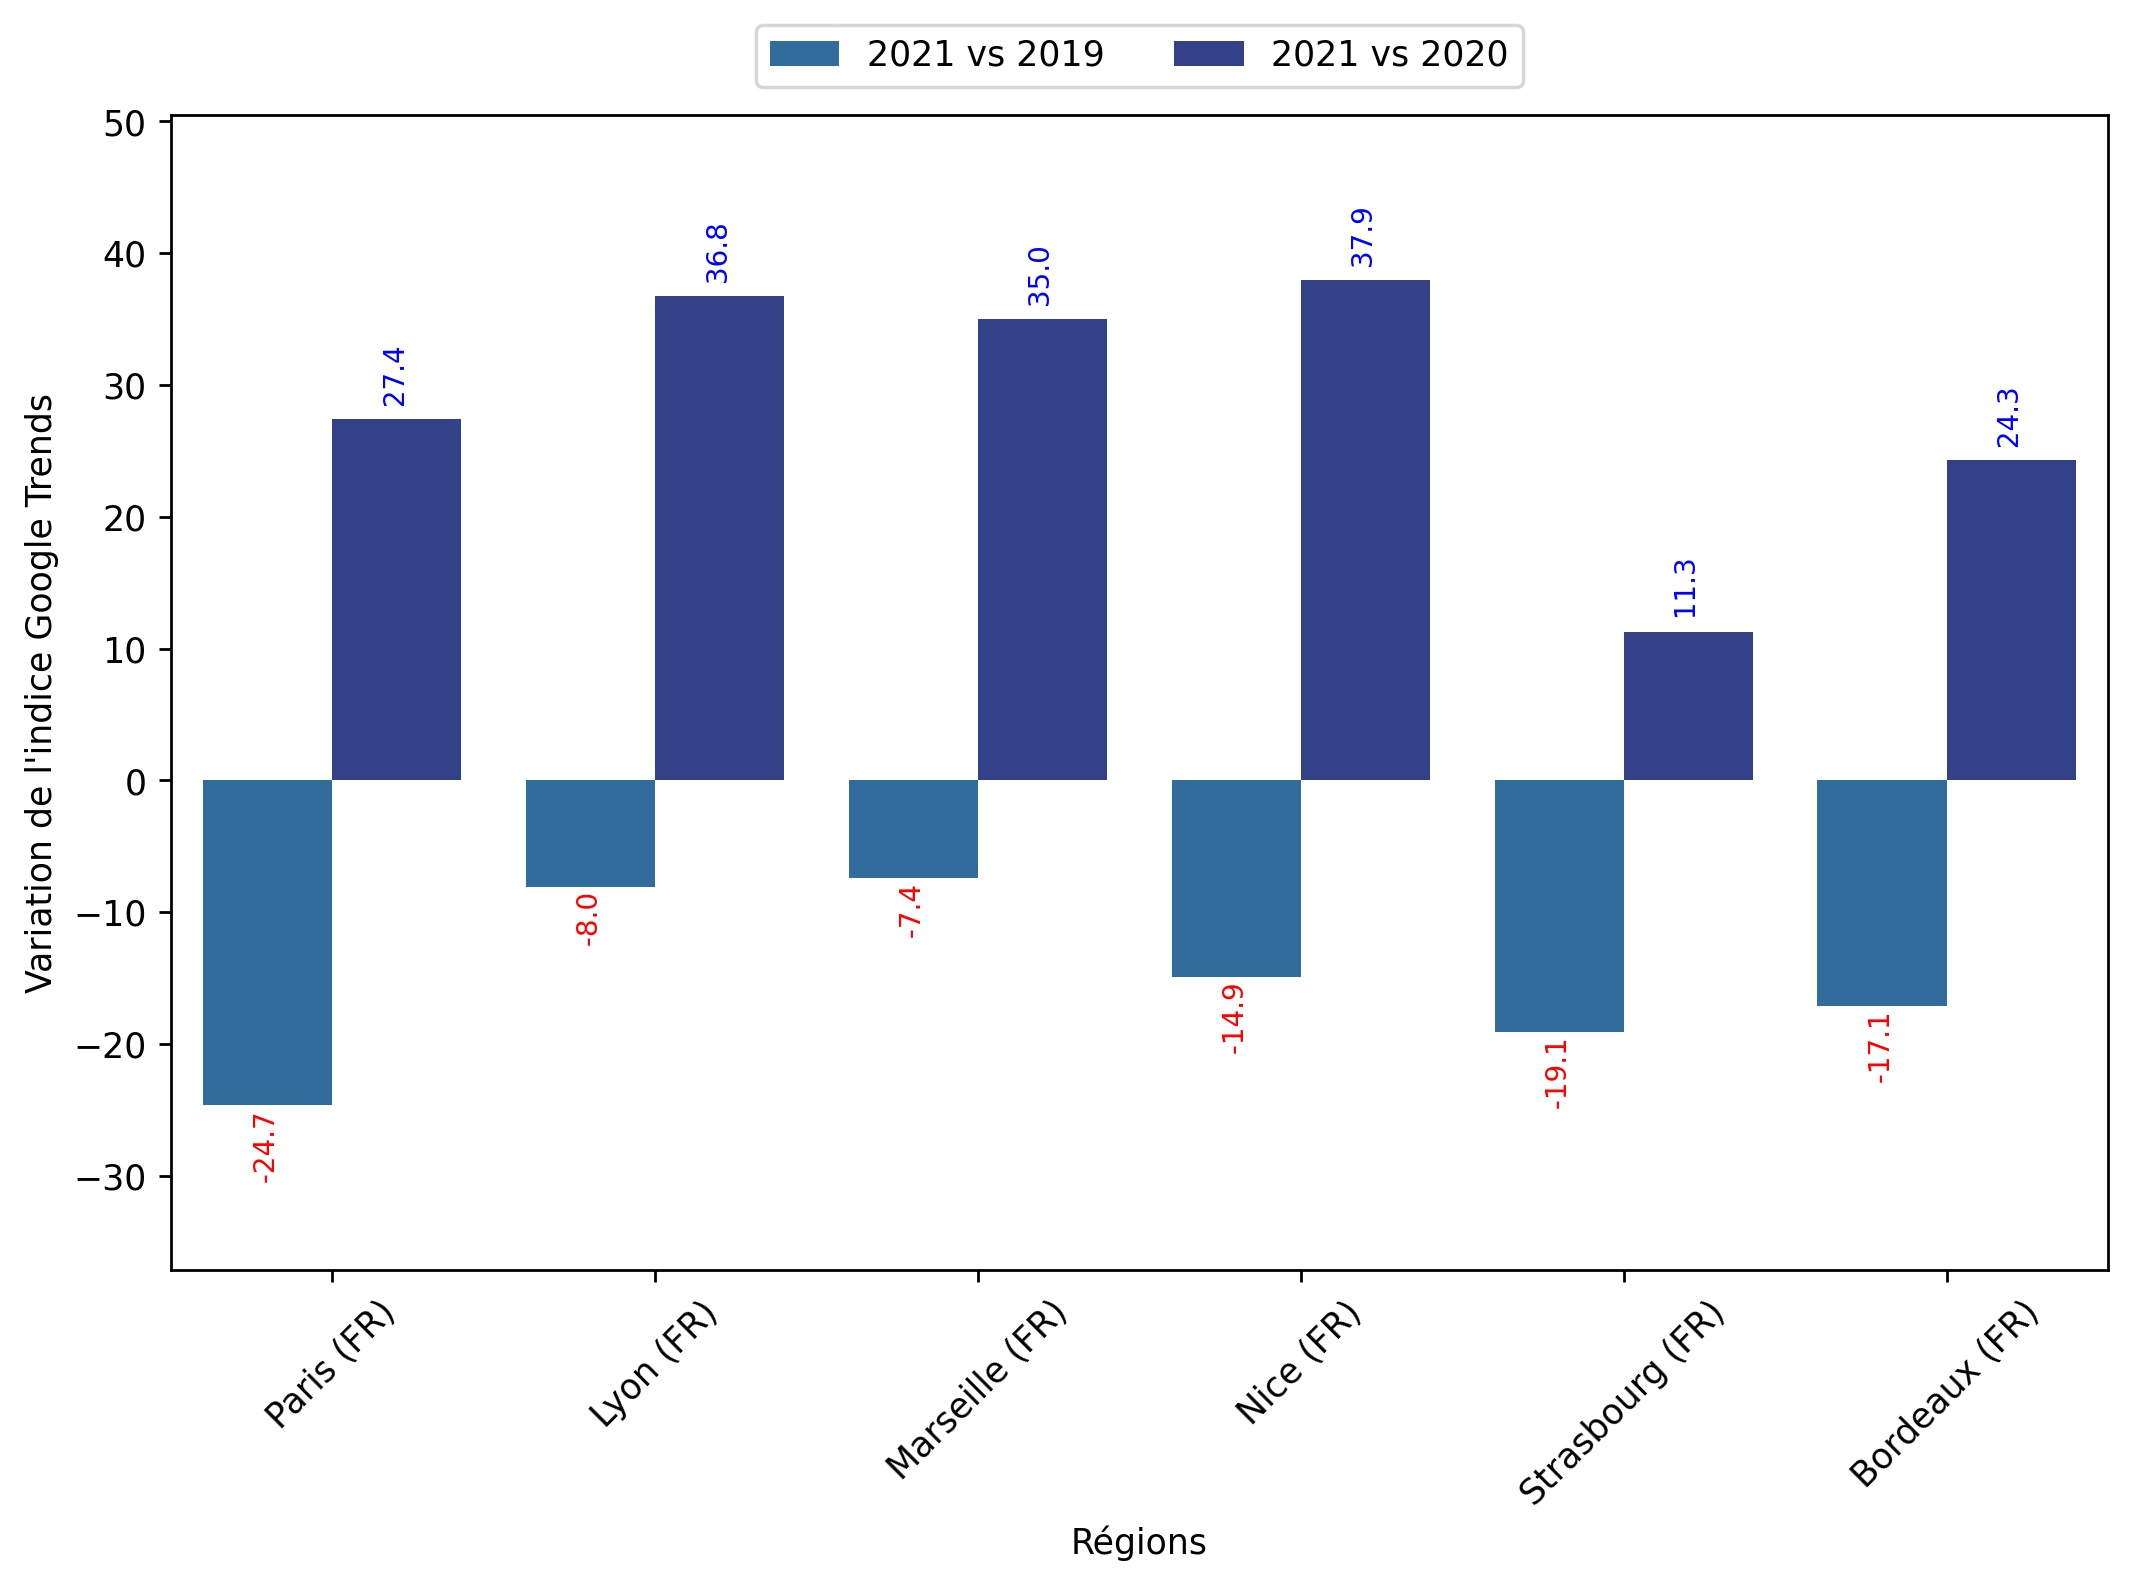 2021 vs 2019 2021 vs 2020
Variation de l'indice Google Trends
50
40
30
20
10
0
−10
−20
−30
27.4
36.8
35.0
37.9
11.3
24.3
-24.7
-8.0
-7.4
-14.9
-19.1
-17.1
Paris (FR)
Lyon (FR)
Marseille (FR)
Nice (FR)
Strasbourg (FR)
Bordeaux (FR)
Régions